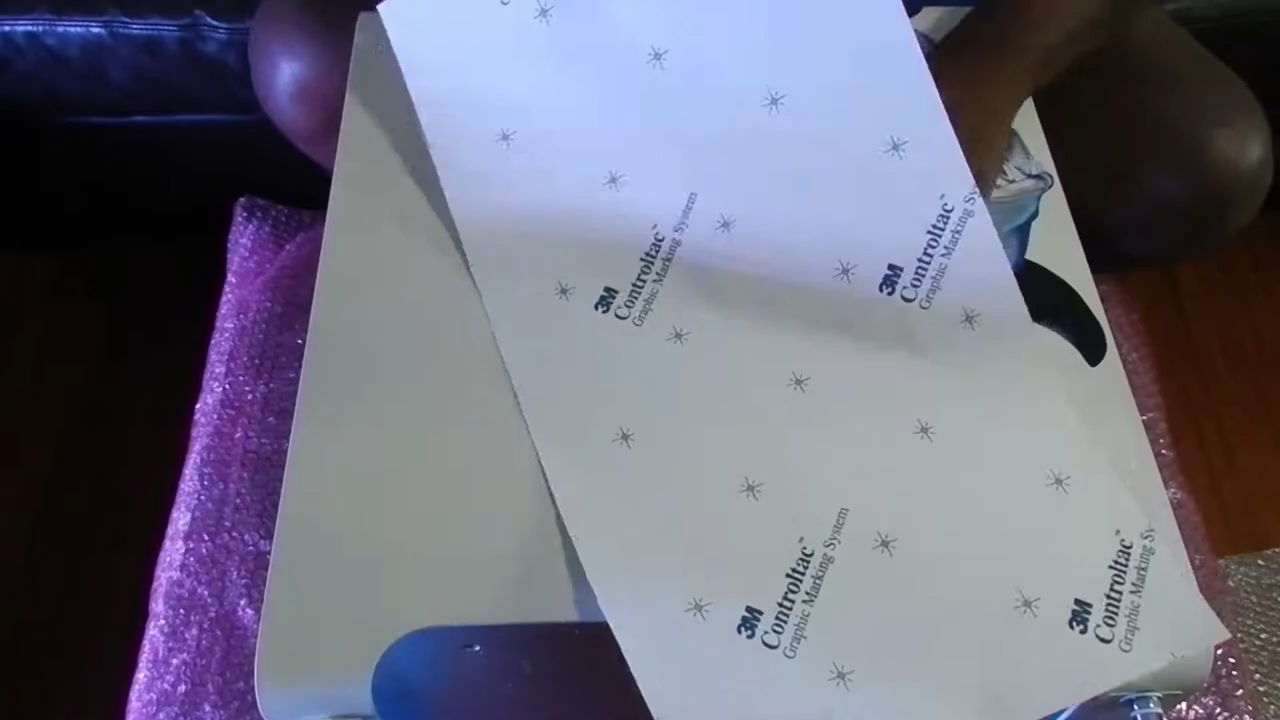 3M
Controltac™
Graphic Marking System
3M
Controltac™
Graphic Marking Sy
3M
Controltac™
Graphic Marking System
3M
Controltac™
Graphic Marking Sy